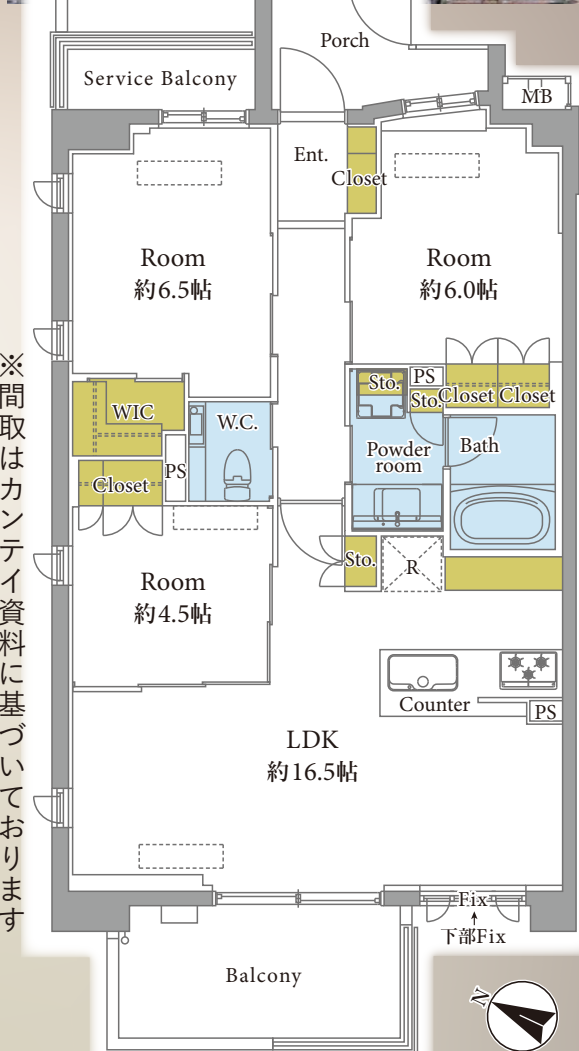 Porch
Service Balcony
MB
Ent.
Closet
Room
約6.5帖
Room
約6.0帖
Sto.
PS
Sto.
Closet
Closet
WIC
W.C.
Powder
room
Bath
PS
Closet
Sto.
R
Room
約4.5帖
Counter
PS
LDK
約16.5帖
Fix
下部Fix
Balcony
N
※間取はカンテイ資料に基づいております